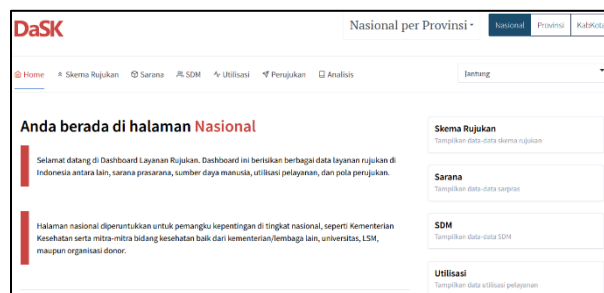 DaSK
Nasional per Provinsi
Nasional Provinsi KabKota
Home Skema Rujukan Sarana SDM Utilisasi Perujukan Analisis
Jantung
Anda berada di halaman Nasional
Selamat datang di Dashboard Layanan Rujukan. Dashboard ini berisikan berbagai data layanan rujukan di
Indonesia antara lain, sarana prasarana, sumber daya manusia, utilisasi pelayanan, dan pola perujukan.
Halaman nasional diperuntukkan untuk pemangku kepentingan di tingkat nasional, seperti Kementerian
Kesehatan serta mitra-mitra bidang kesehatan baik dari kementerian/lembaga lain, universitas, LSM,
maupun organisasi donor.
Skema Rujukan
Tampilkan data-data skema rujukan
Sarana
Tampilkan data-data sarpras
SDM
Tampilkan data-data SDM
Utilisasi
Tampilkan data utilisasi pelayanan